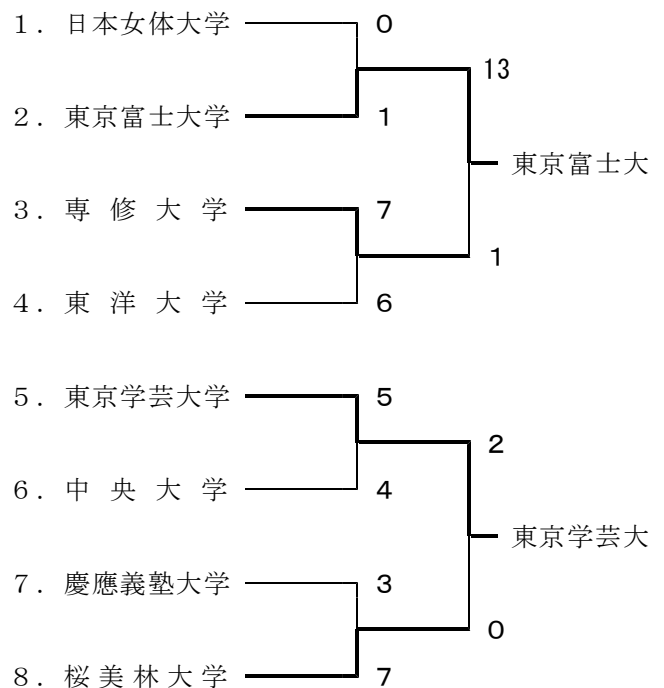 1．日本女体大学 0
13
2．東京富士大学 1
東京富士大
3．専 修 大 学 7
1
4．東 洋 大 学 6
5．東京学芸大学 5
2
6．中 央 大 学 4
東京学芸大
7．慶應義塾大学 3
0
8．桜美林大学 7